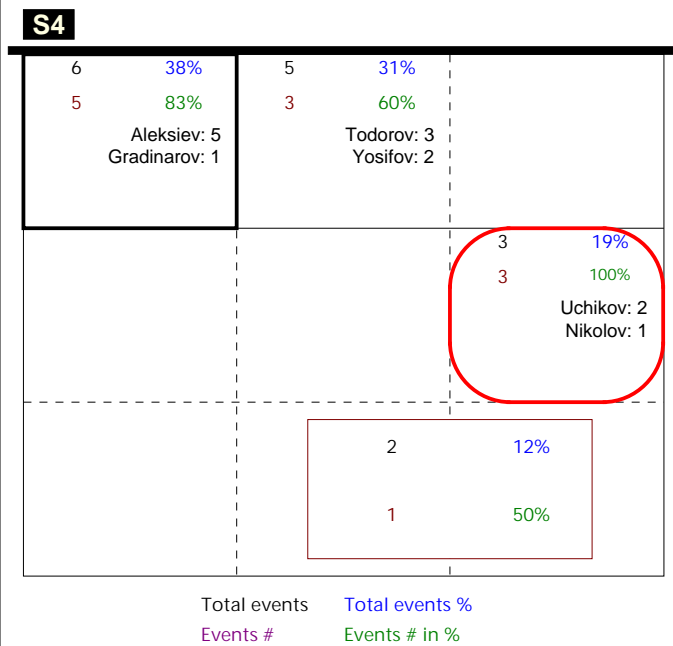 S4
6 38% 5 31%
5 83% 3 60%
Aleksiev: 5 Todorov: 3
Gradinarov: 1 Yosifov: 2
3 19%
3 100%
Uchikov: 2
Nikolov: 1
2 12%
1 50%
Total events Total events %
Events # Events # in %